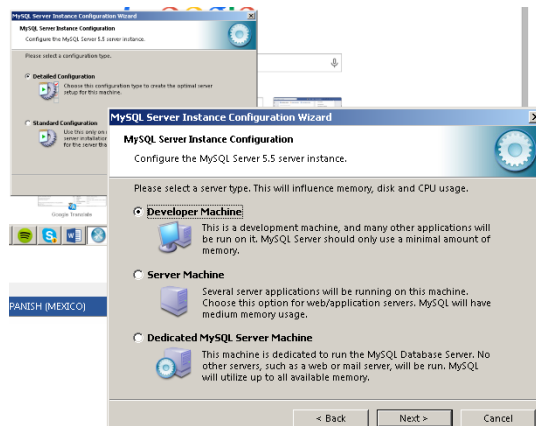 MySQL Server Instance Configuration Wizard
MySQL Server Instance Configuration
Configure the MySQL Server 5.5 server instance.
Please select a configuration type.
Detailed Configuration
Choose this configuration type to create the optimal server
setup for this machine.
Standard Configuration
Use this only on
server installation
for the server
Google Translate
PANISH (MEXICO)
MySQL Server Instance Configuration Wizard
MySQL Server Instance Configuration
Configure the MySQL Server 5.5 server instance.
Please select a server type. This will influence memory, disk and CPU usage.
Developer Machine
This is a development machine, and many other applications will
be run on it. MySQL Server should only use a minimal amount of
memory.
Server Machine
Several server applications will be running on this machine.
Choose this option for web/application servers. MySQL will have
medium memory usage.
Dedicated MySQL Server Machine
This machine is dedicated to run the MySQL Database Server. No
other servers, such as a web or mail server, will be run. MySQL
will utilize up to all available memory.
< Back
Next >
Cancel